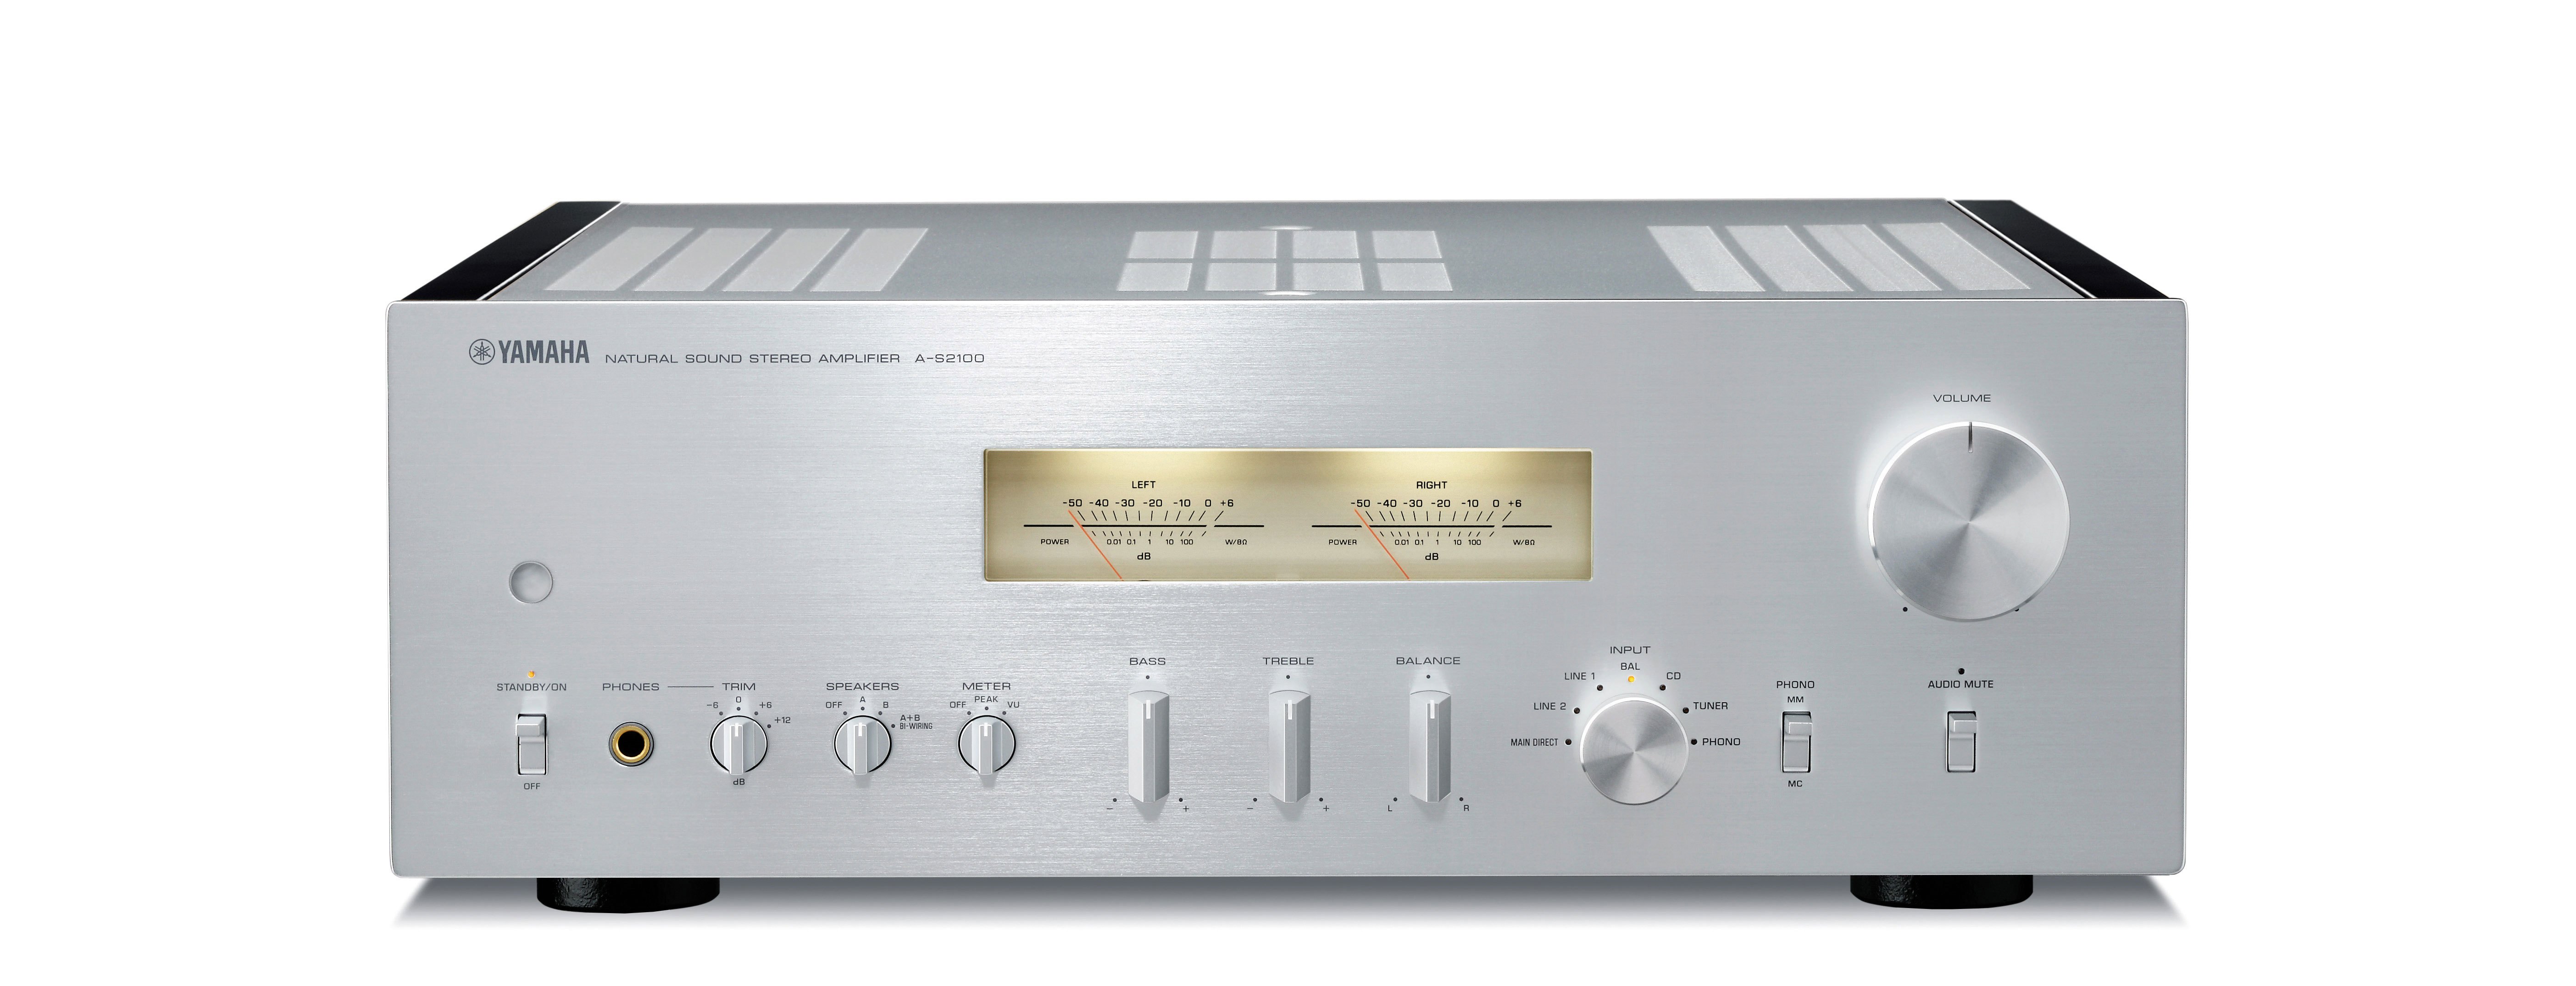 YAMAHA NATURAL SOUND STEREO AMPLIFIER A-S2100
VOLUME
LEFT
-50 -40 -30 -20 -10 0 +6
POWER 0.01 0.1 1 10 100 W/8Ω
dB
RIGHT
-50 -40 -30 -20 -10 0 +6
POWER 0.01 0.1 1 10 100 W/8Ω
dB
STANDBY/ON
OFF
PHONES
TRIM
-6 0 +6 +12
dB
SPEAKERS
OFF A B A+B
BI-WIRING
METER
OFF PEAK VU
BASS
- +
TREBLE
- +
BALANCE
L R
INPUT
MAIN DIRECT LINE 2 LINE 1 BAL CD TUNER PHONO
PHONO
MM
MC
AUDIO MUTE